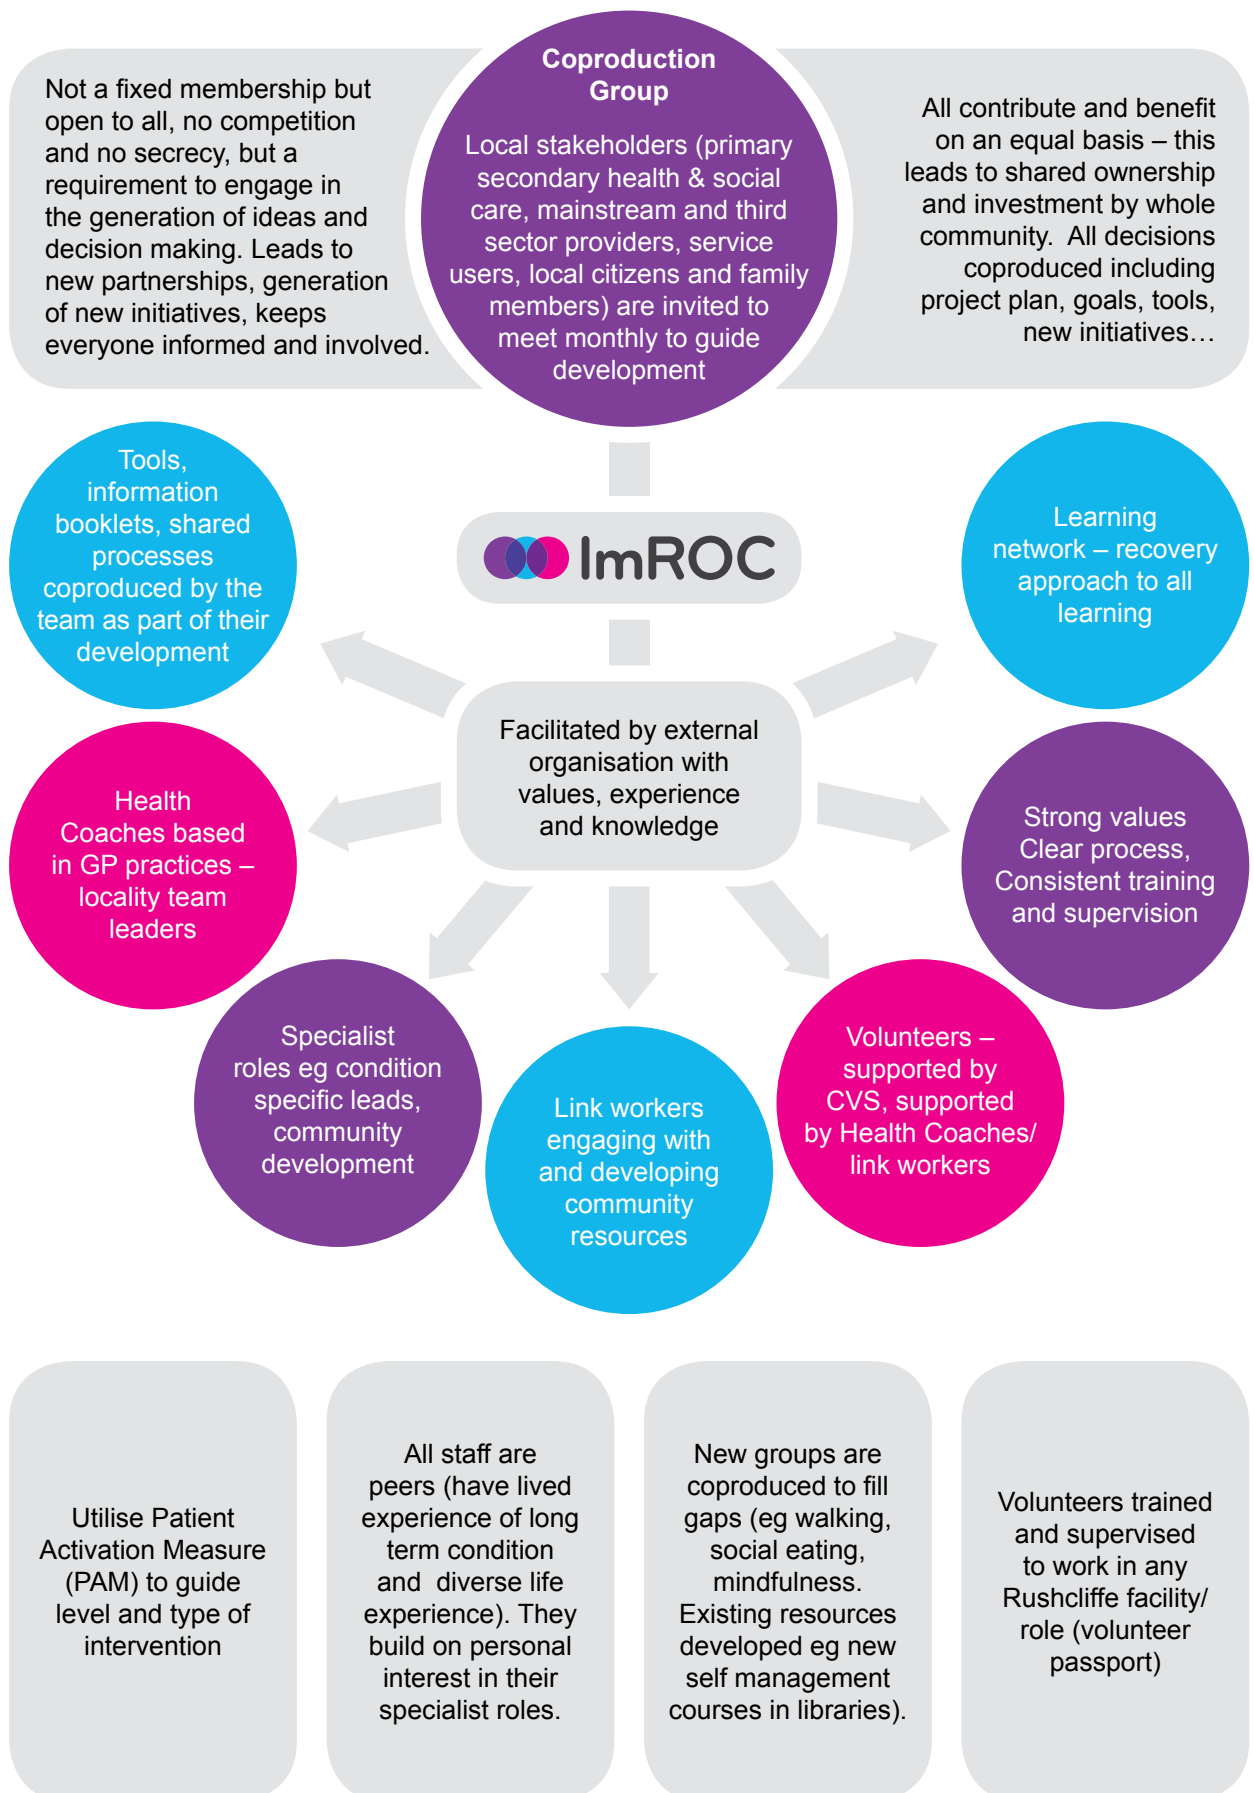 Coproduction
Group
Local stakeholders (primary
secondary health & social
care, mainstream and third
sector providers, service
users, local citizens and family
members) are invited to
meet monthly to guide
development
Not a fixed membership but
open to all, no competition
and no secrecy, but a
requirement to engage in
the generation of ideas and
decision making. Leads to
new partnerships, generation
of new initiatives, keeps
everyone informed and involved.
All contribute and benefit
on an equal basis – this
leads to shared ownership
and investment by whole
community.  All decisions
coproduced including
project plan, goals, tools,
new initiatives…
ImROC
Facilitated by external
organisation with
values, experience
and knowledge
Tools,
information
booklets, shared
processes
coproduced by the
team as part of their
development
Learning
network – recovery
approach to all
learning
Health
Coaches based
in GP practices –
locality team
leaders
Strong values
Clear process,
Consistent training
and supervision
Specialist
roles eg condition
specific leads,
community
development
Link workers
engaging with
and developing
community
resources
Volunteers –
supported by
CVS, supported
by Health Coaches/
link workers
Utilise Patient
Activation Measure
(PAM) to guide
level and type of
intervention
All staff are
peers (have lived
experience of long
term condition
and  diverse life
experience). They
build on personal
interest in their
specialist roles.
New groups are
coproduced to fill
gaps (eg walking,
social eating,
mindfulness.
Existing resources
developed eg new
self management
courses in libraries).
Volunteers trained
and supervised
to work in any
Rushcliffe facility/
role (volunteer
passport)